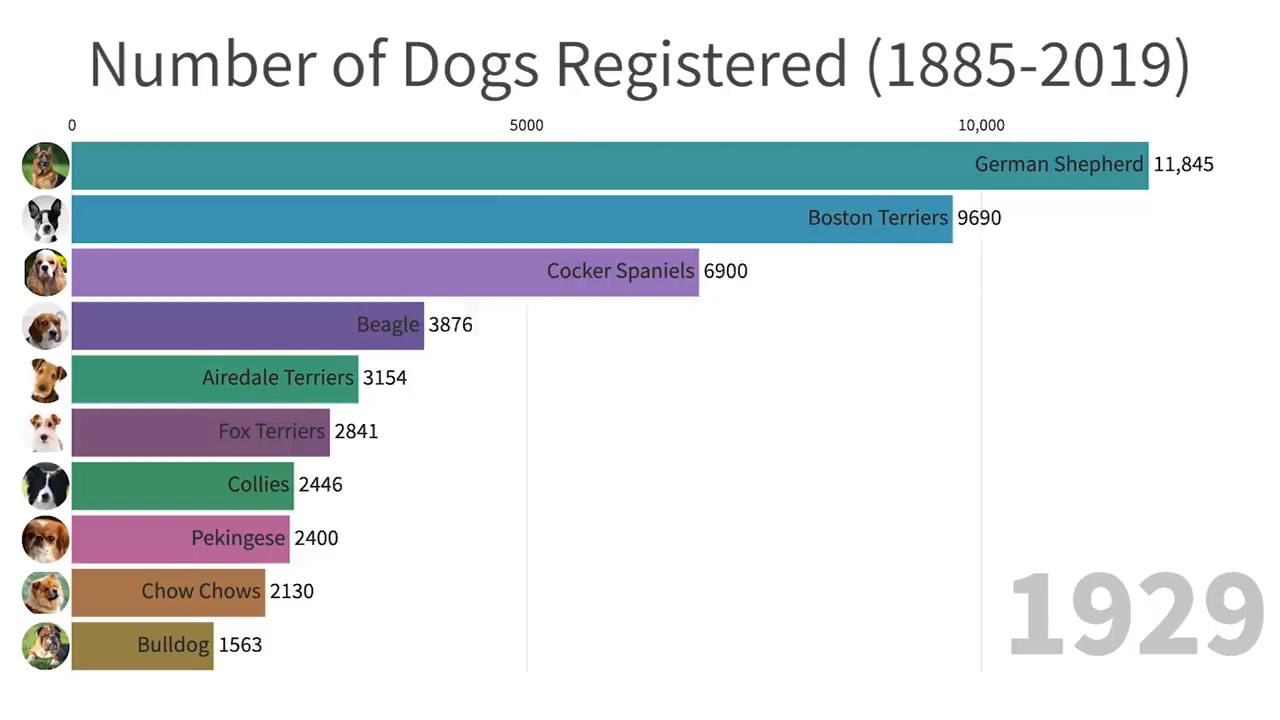 Number of Dogs Registered (1885-2019)
0 5000 10,000
German Shepherd 11,845
Boston Terriers 9690
Cocker Spaniels 6900
Beagle 3876
Airedale Terriers 3154
Fox Terriers 2841
Collies 2446
Pekingese 2400
Chow Chows 2130
Bulldog 1563
1929